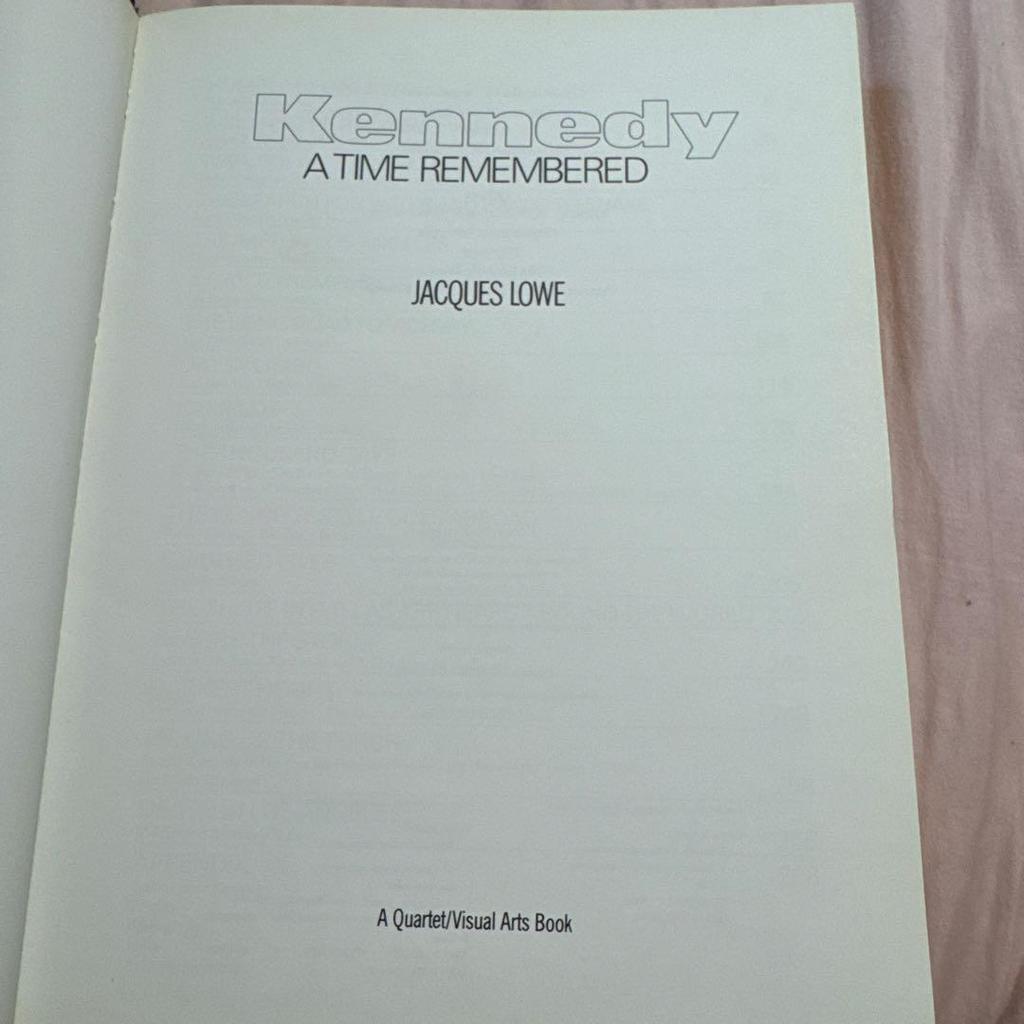 Kennedy
A TIME REMEMBERED
JACQUES LOWE
A Quartet/Visual Arts Book